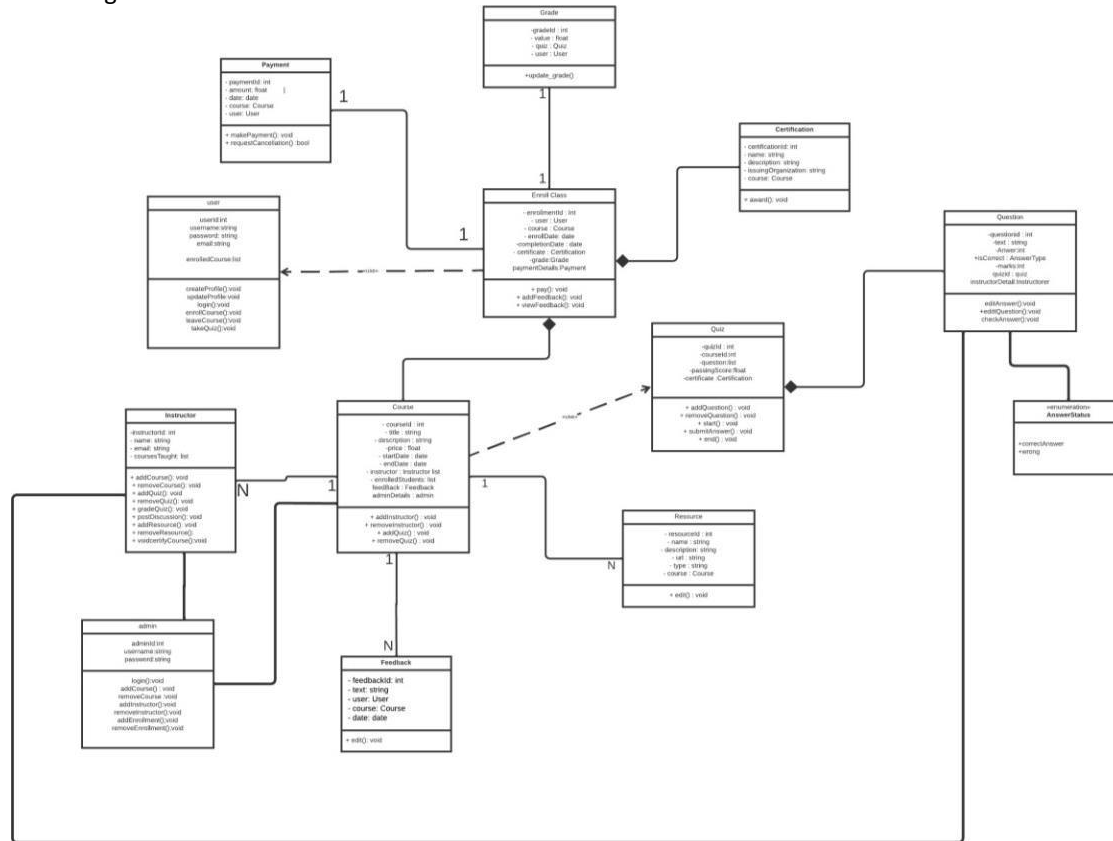 Grade
-gradeId : int
- value : float
- quiz : Quiz
- user : User
+update_grade()
Payment
- paymentId: int
- amount: float
- date: date
- course: Course
- user: User
+ makePayment(): void
+ requestCancellation() :bool
1
1
1
1
Certification
- certificationId: int
- name: string
- description: string
- issuingOrganization: string
- course: Course
+ award(): void
user
userId:int
username:string
password: string
email:string
enrolledCourse:list
createProfile():void
updateProfile:void
login():void
enrollCourse():void
leaveCourse():void
takeQuiz():void
Enroll Class
- enrollmentId : int
- user : User
- course : Course
- enrollDate: date
-completionDate : date
- certificate : Certification
-grade:Grade
paymentDetails:Payment
+ pay() : void
+ addFeedback() : void
+ viewFeedback() : void
Question
-questionId : int
-text : string
-Answer:int
+isCorrect : AnswerType
-marks:int
quizId : quiz
instructorDetail:Instructorer
editAnswer():void
+editQuestion():void
checkAnswer():void
Quiz
-quizId : int
-courseId:int
-question:list
-passingScore:float
-certificate :Certification
+ addQuestion() : void
+ removeQuestion() : void
+ start() : void
+ submitAnswer() : void
+ end() : void
«enumeration»
AnswerStatus
+correctAnswer
+wrong
Instructor
-instructorId: int
- name: string
- email: string
- coursesTaught: list
+ addCourse(): void
+ removeCourse(): void
+ addQuiz(): void
+ removeQuiz(): void
+ gradeQuiz(): void
+ postDiscussion(): void
+ addResource(): void
+ removeResource():
+ voidcertifyCourse():void
N
1
Course
- courseId : int
- title : string
- description : string
-price : float
- startDate : date
- endDate : date
- instructor : Instructor list
- enrolledStudents: list
feedBack : Feedback
adminDetails : admin
+ addInstructor() : void
+ removeInstructor() : void
+ addQuiz() : void
+ removeQuiz() : void
1
N
Resource
- resourceId : int
- name : string
- description: string
- url : string
- type : string
- course : Course
+ edit() : void
1
N
admin
adminId:int
username:string
password:string
login():void
addCourse() : void
removeCourse :void
addInstructor():void
removeInstructor():void
addEnrollment():void
removeEnrollment():void
Feedback
- feedbackId: int
- text: string
- user: User
- course: Course
- date: date
+ edit(): void